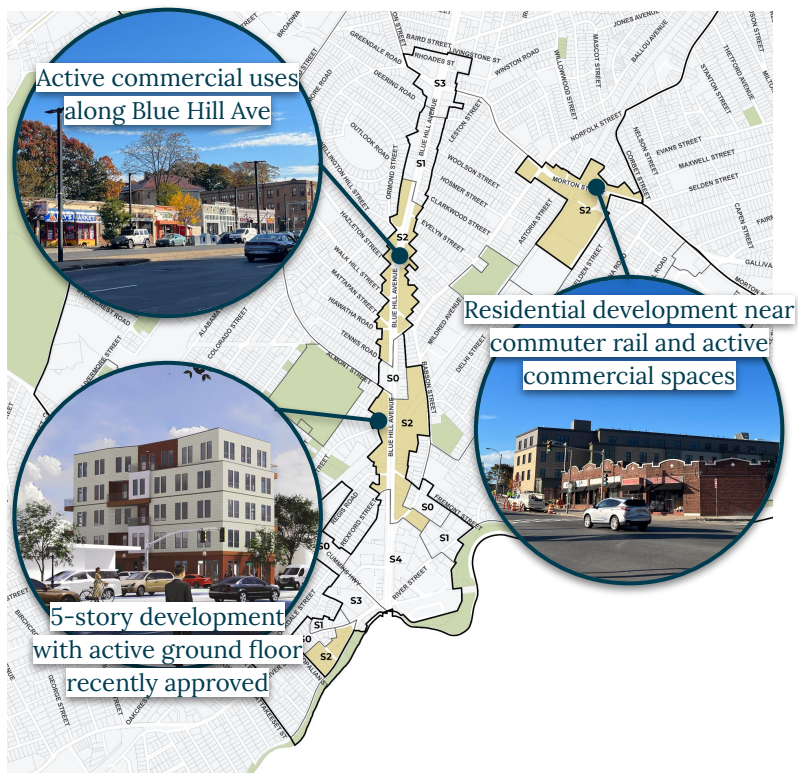 Active commercial uses
along Blue Hill Ave
Residential development near
commuter rail and active
commercial spaces
5-story development
with active ground floor
recently approved
BAIRD STREET
LIVINGSTONE ST
JONES AVENUE
GREENDALE ROAD
RHOADES ST
WINSTON ROAD
MASCOT STREET
BALLOU AVENUE
DEERING ROAD
S3
WILLOWWOOD STREET
THETFORD AVENUE
STANTON STREET
BLUE HILL AVENUE
LESTON STREET
NORFOLK STREET
OUTLOOK ROAD
NELSON STREET
EVANS STREET
S1
WOOLSON STREET
CORBET STREET
MAXWELL STREET
WELLINGTON HILL STREET
ORMOND STREET
HOSMER STREET
MORTON ST
SELDEN STREET
CLARKWOOD STREET
S2
ASTORIA STREET
CAPEN STREET
HAZLETON STREET
S2
EVELYN STREET
WALK HILL STREET
MATTAPAN STREET
BLUE HILL AVENUE
HIAWATHA ROAD
MILDRED AVENUE
COLORADO STREET
TENNIS ROAD
DELHI STREET
ALMONT STREET
S0
BABSON STREET
BLUE HILL AVENUE
S2
REGIS ROAD
REXFORD STREET
S0
FREMONT STREET
S1
S0
S4
CUMMINS HWY
RIVER STREET
S3
S1
S2
GEORGE STREET